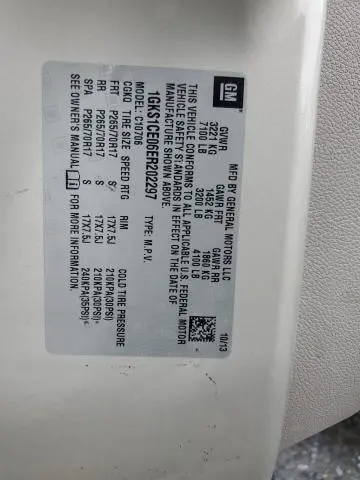 GM
MFD BY GENERAL MOTORS LLC
10/13
GVWR GAWR FRT GAWR RR
3221 KG 1452 KG 1860 KG
7100 LB 3200 LB 4100 LB
THIS VEHICLE CONFORMS TO ALL APPLICABLE U.S. FEDERAL MOTOR
VEHICLE SAFETY STANDARDS IN EFFECT ON THE DATE OF
MANUFACTURE SHOWN ABOVE.
1GKS1CE06ER202297 TYPE: M.P.V.
MODEL: C10706
CGKQ TIRE SIZE SPEED RTG RIM COLD TIRE PRESSURE
FRT P265/70R17 S 17X7.5J 210KPA(30PSI)
RR P265/70R17 S 17X7.5J 210KPA(30PSI)
SPA P265/70R17 S 17X7.5J 240KPA(35PSI)
SEE OWNER'S MANUAL FOR MORE INFORMATION.